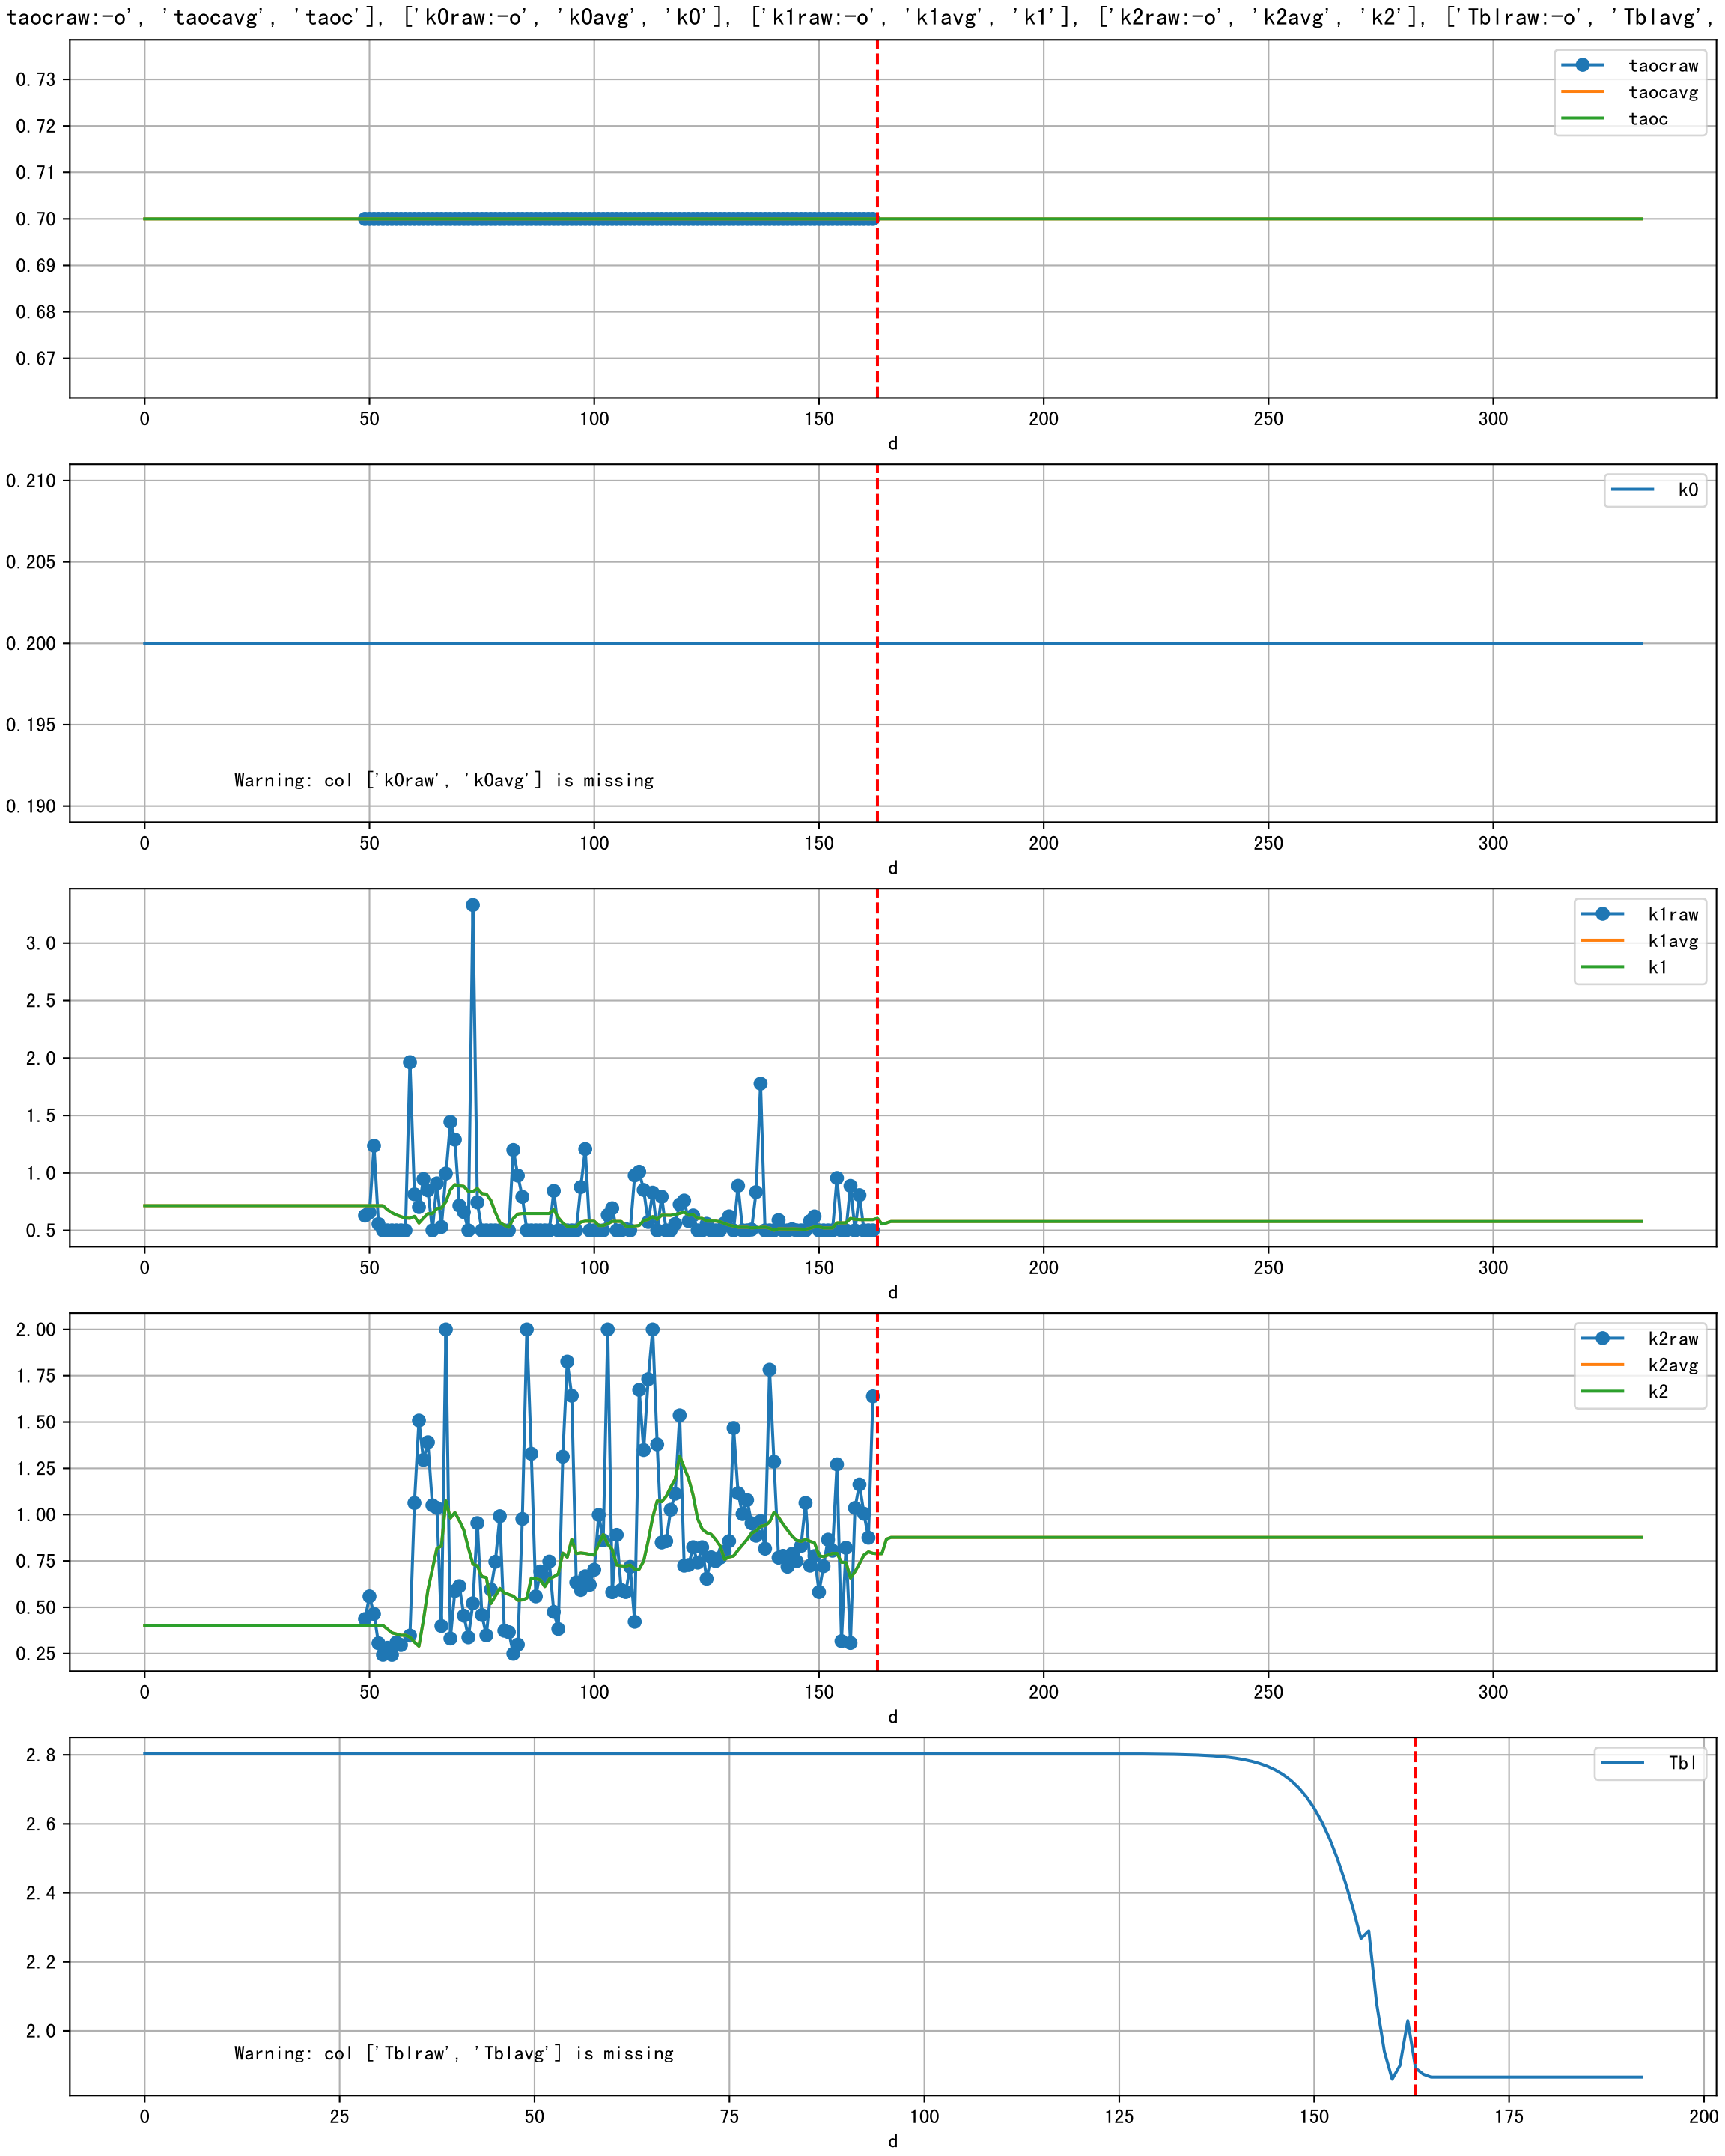 taocraw:-o', 'taocavg', 'taoc'], ['k0raw:-o', 'k0avg', 'k0'], ['k1raw:-o', 'k1avg', 'k1'], ['k2raw:-o', 'k2avg', 'k2'], ['Tblraw:-o', 'Tblavg',
taocraw
taocavg
taoc
0.73
0.72
0.71
0.70
0.69
0.68
0.67
0 50 100 150 200 250 300
d
k0
0.210
0.205
0.200
0.195
0.190
Warning: col ['k0raw', 'k0avg'] is missing
0 50 100 150 200 250 300
d
k1raw
k1avg
k1
3.0
2.5
2.0
1.5
1.0
0.5
0 50 100 150 200 250 300
d
k2raw
k2avg
k2
2.00
1.75
1.50
1.25
1.00
0.75
0.50
0.25
0 50 100 150 200 250 300
d
Tbl
2.8
2.6
2.4
2.2
2.0
Warning: col ['Tblraw', 'Tblavg'] is missing
0 25 50 75 100 125 150 175 200
d